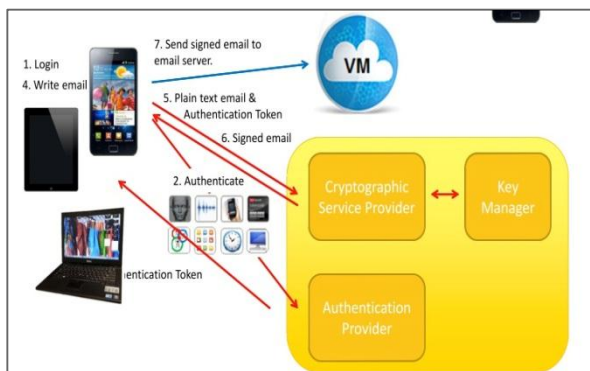 1. Login
4. Write email
7. Send signed email to
email server.
VM
5. Plain text email &
Authentication Token
6. Signed email
2. Authenticate
Cryptographic
Service Provider
Key
Manager
Token
Authentication
Provider